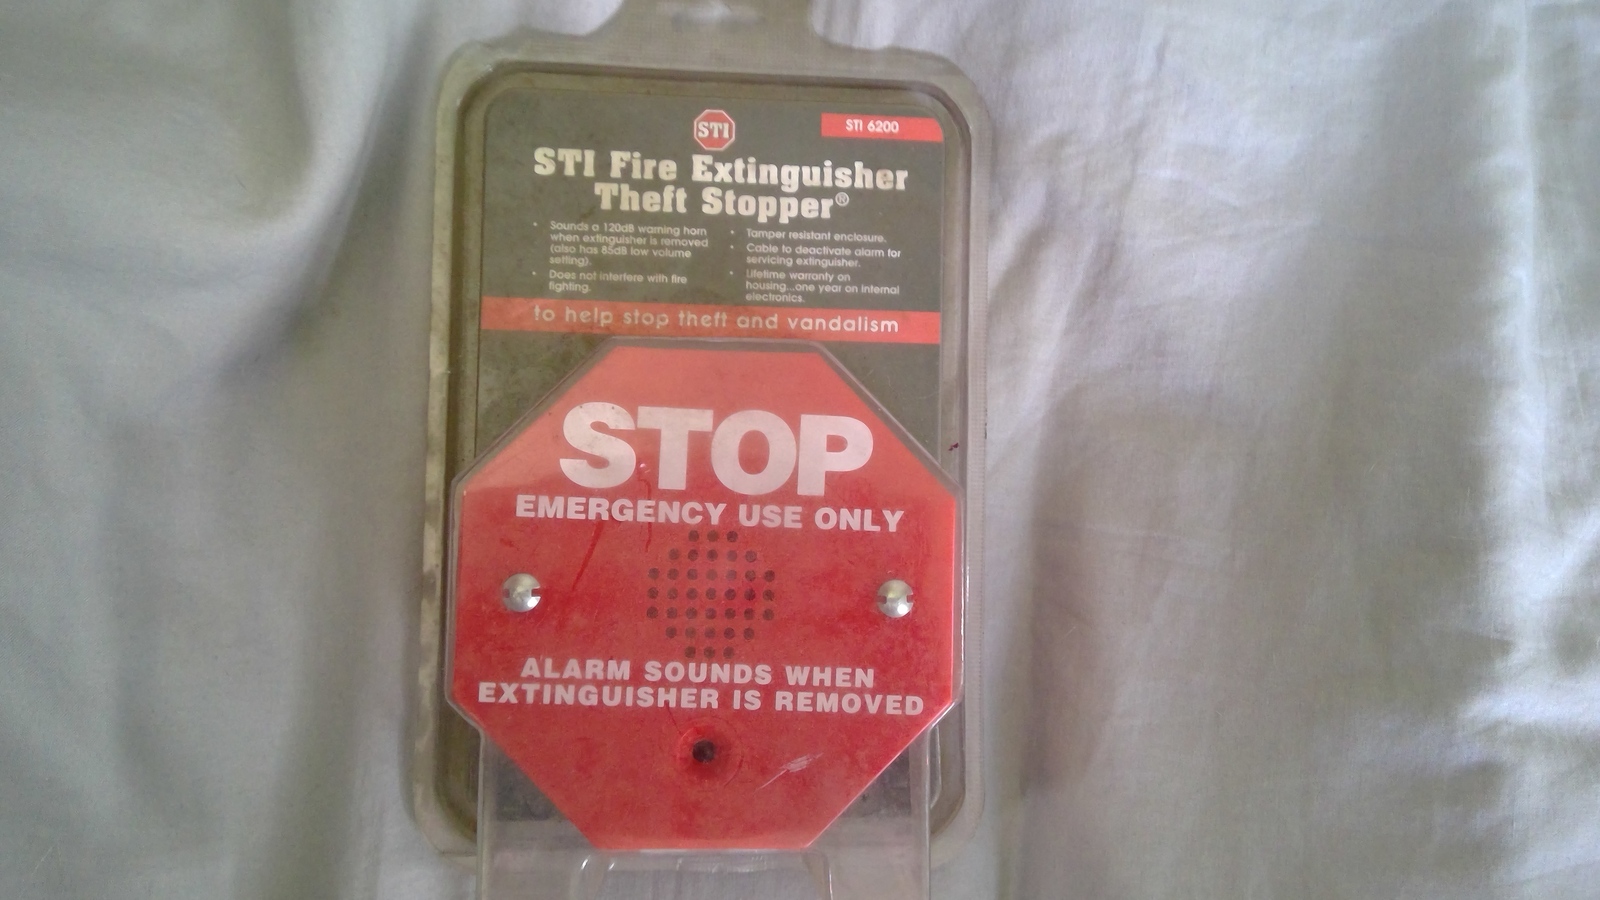 STI
STI 6200
STI Fire Extinguisher
Theft Stopper®
• Sounds a 120dB warning horn
when extinguisher is removed
(also has 85dB low volume
setting).
• Does not interfere with fire
fighting.
• Tamper resistant enclosure.
• Cable to deactivate alarm for
servicing extinguisher.
• Lifetime warranty on
housing...one year on internal
electronics.
to help stop theft and vandalism
STOP
EMERGENCY USE ONLY
ALARM SOUNDS WHEN
EXTINGUISHER IS REMOVED